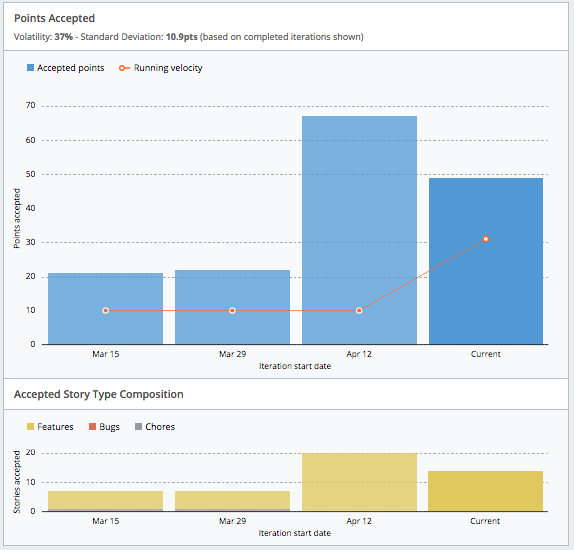 Points Accepted
Volatility: 37% - Standard Deviation: 10.9pts (based on completed iterations shown)
Accepted points Running velocity
70
60
50
40
30
20
10
0
Points accepted
Mar 15 Mar 29 Apr 12 Current
Iteration start date
Accepted Story Type Composition
Features Bugs Chores
20
10
0
Stories accepted
Mar 15 Mar 29 Apr 12 Current
Iteration start date